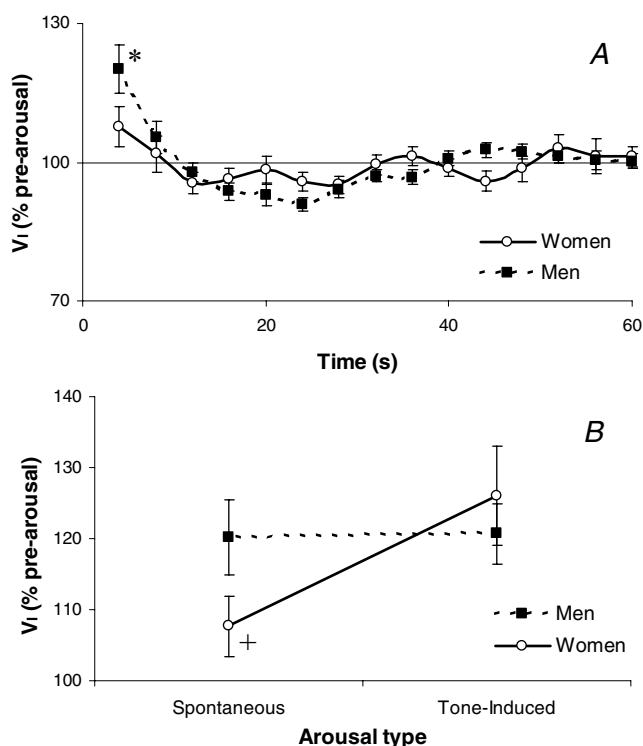 130
A
*
VI (% pre-arousal)
100
Women
Men
70
0
20
40
60
Time (s)
140
B
130
VI (% pre-arousal)
120
110
Men
Women
+
100
Spontaneous
Tone-Induced
Arousal type